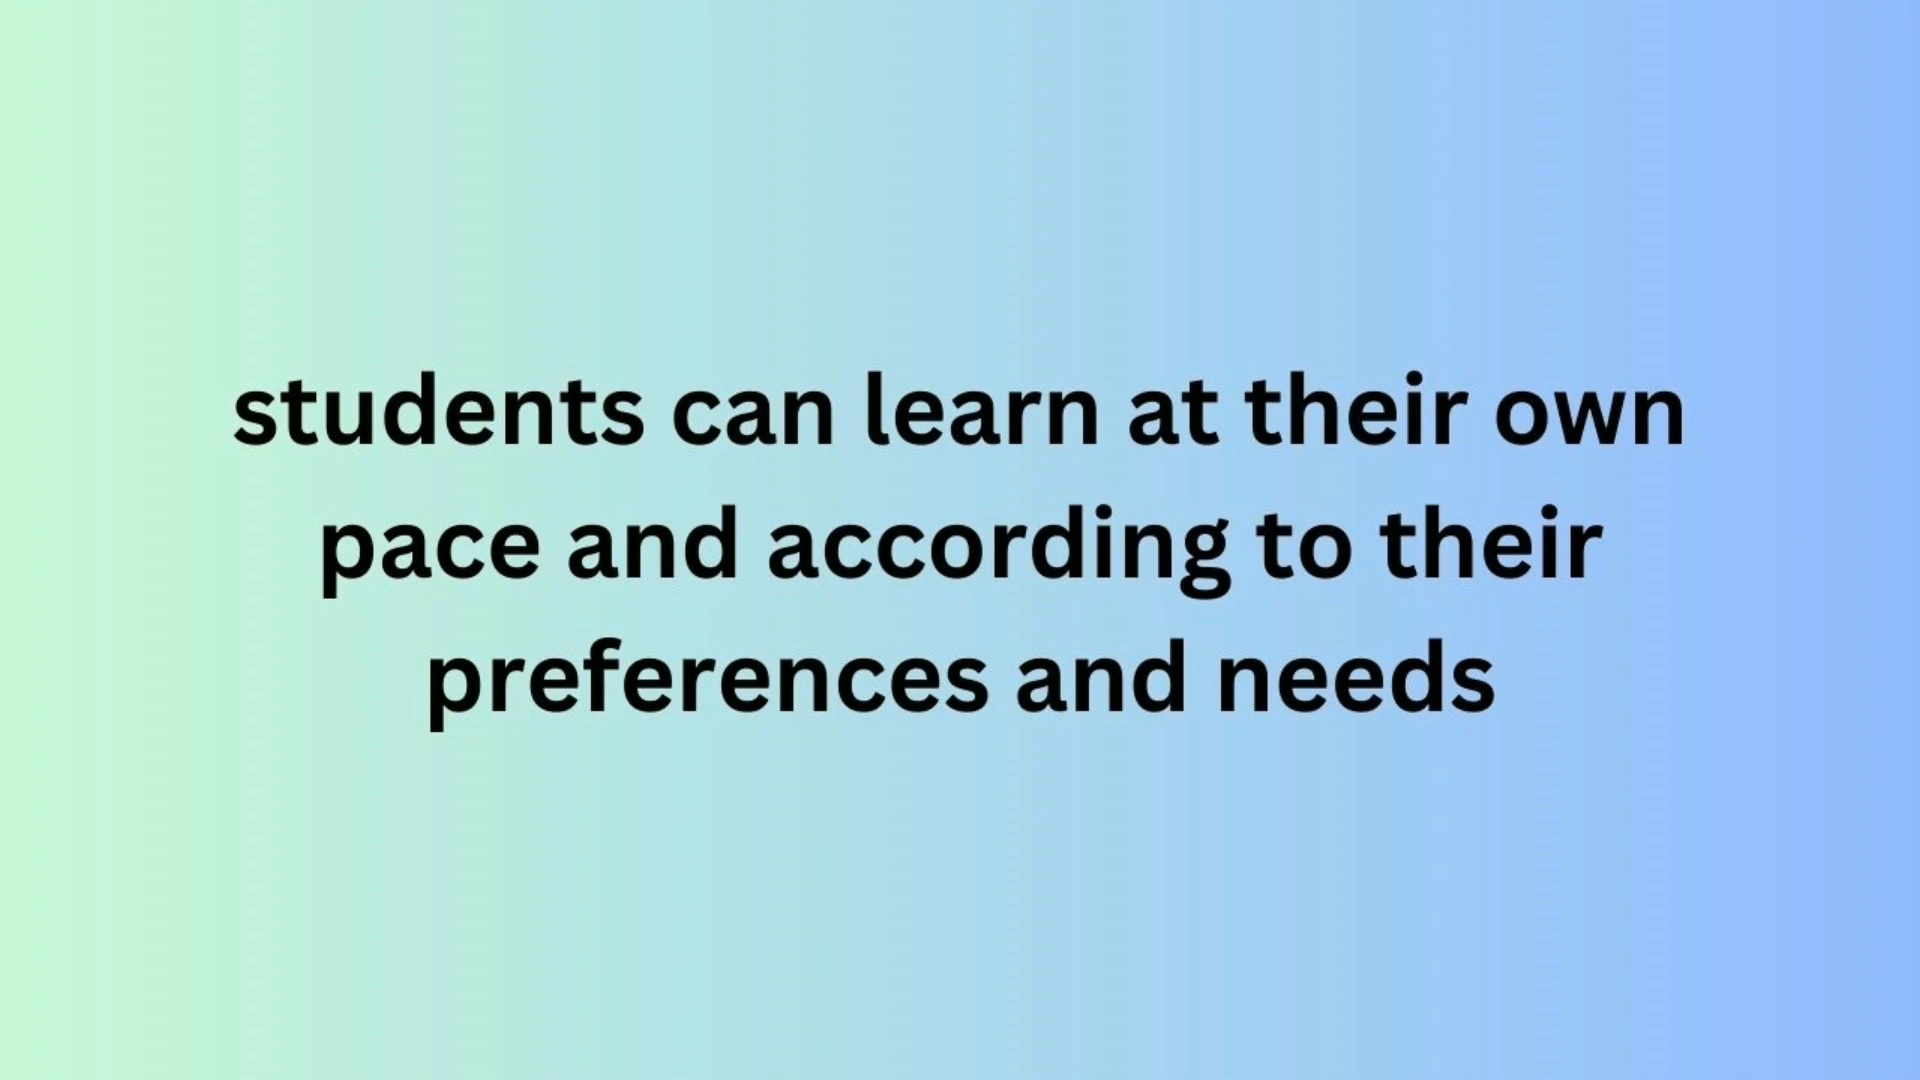 students can learn at their own
pace and according to their
preferences and needs